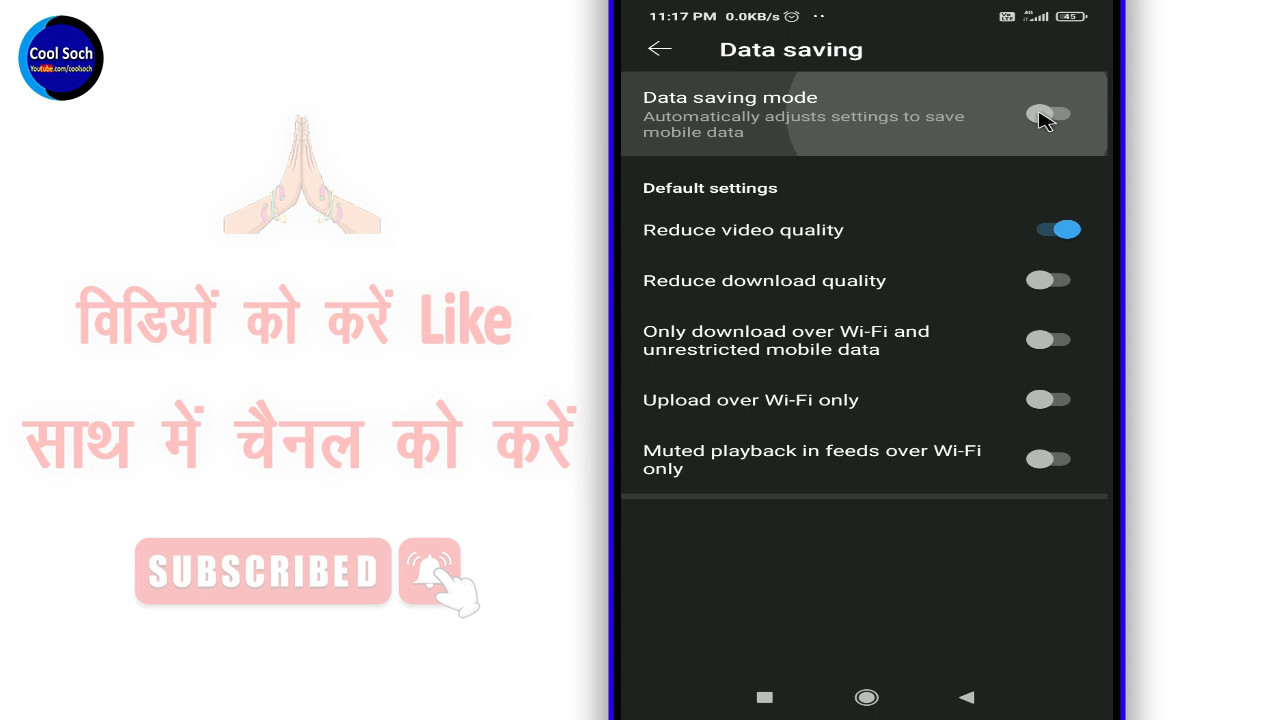 Cool Soch
Youtube.com/coolsoch
विडियों को करें Like
साथ में चैनल को करें
SUBSCRIBED
11:17 PM 0.0KB/s
4G
45
Data saving
Data saving mode
Automatically adjusts settings to save
mobile data
Default settings
Reduce video quality
Reduce download quality
Only download over Wi-Fi and
unrestricted mobile data
Upload over Wi-Fi only
Muted playback in feeds over Wi-Fi
only